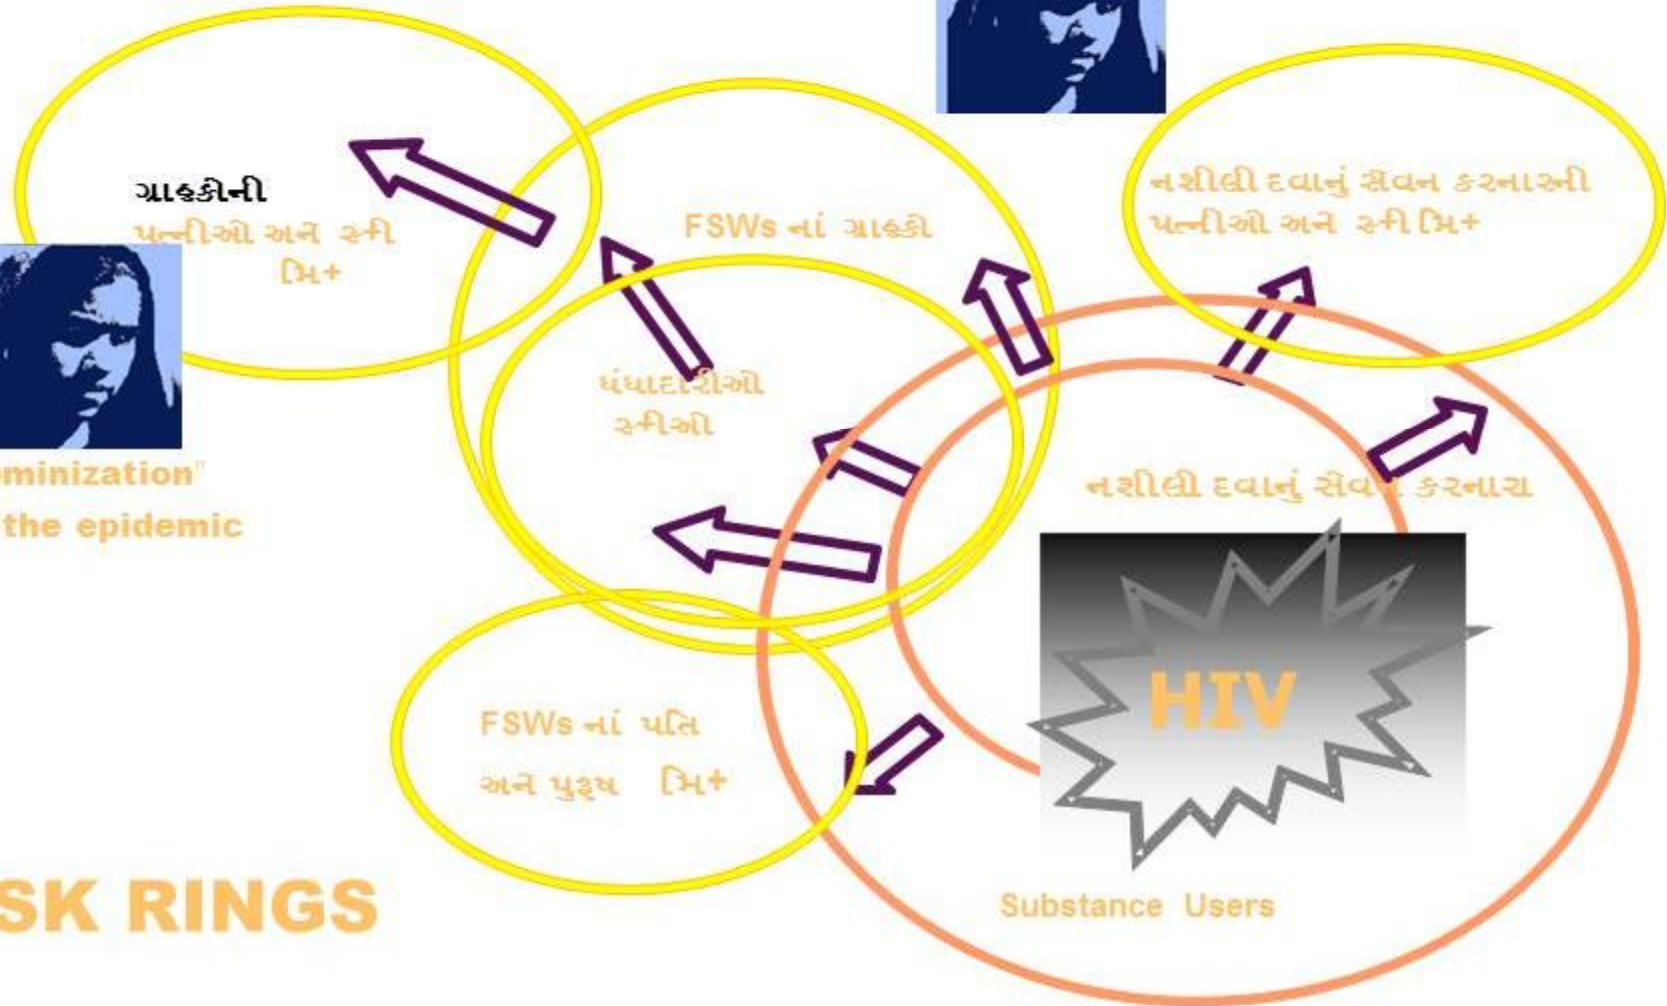 ગ્રાહકોની
પત્નીઓ અને સ્ત્રી
મિ+
FSWs નાં ગ્રાહકો
નશીલી દવાનું સેવન કરનારની
પત્નીઓ અને સ્ત્રી મિ+
ધંધાદારીઓ
સ્ત્રીઓ
minization"
the epidemic
નશીલી દવાનું સેવન કરનારા
HIV
FSWs નાં પતિ
અને પુરૂષ મિ+
SK RINGS
Substance Users